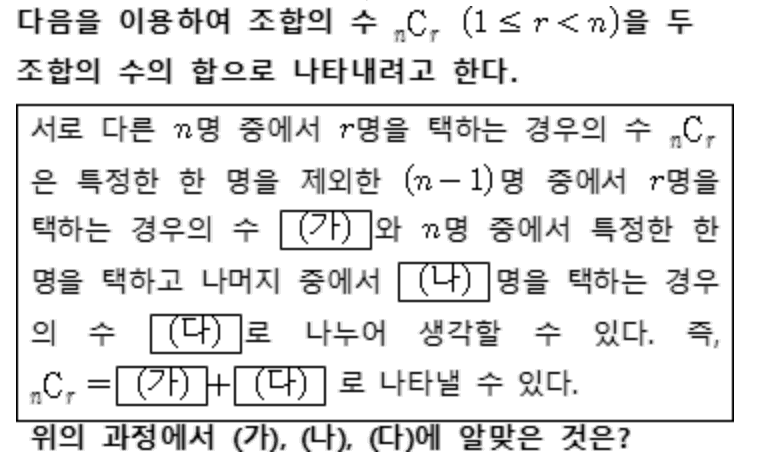 다음을 이용하여 조합의 수 ₙCᵣ (1 ≤ r < n)을 두
조합의 수의 합으로 나타내려고 한다.
서로 다른 n명 중에서 r명을 택하는 경우의 수 ₙCᵣ
은 특정한 한 명을 제외한 (n-1)명 중에서 r명을
택하는 경우의 수 (가) 와 n명 중에서 특정한 한
명을 택하고 나머지 중에서 (나) 명을 택하는 경우
의 수 (다) 로 나누어 생각할 수 있다. 즉,
ₙCᵣ = (가) + (다) 로 나타낼 수 있다.
위의 과정에서 (가), (나), (다)에 알맞은 것은?